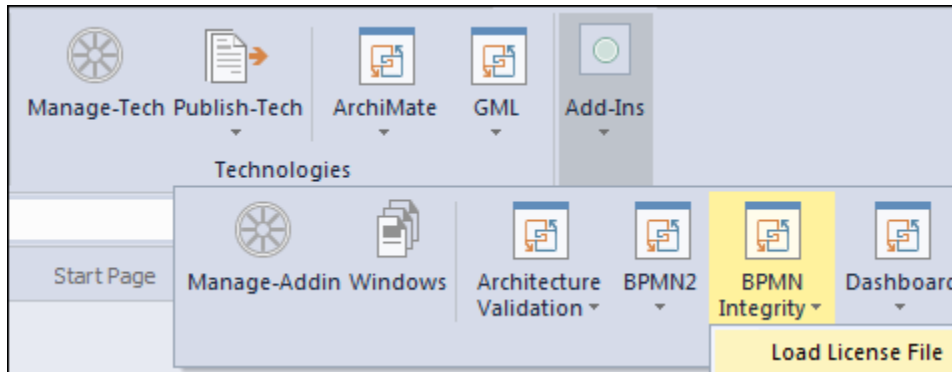 Manage-Tech Publish-Tech ArchiMate GML Add-Ins
Technologies
Start Page
Manage-Addin Windows Architecture Validation BPMN2 BPMN Integrity Dashboard
Load License File